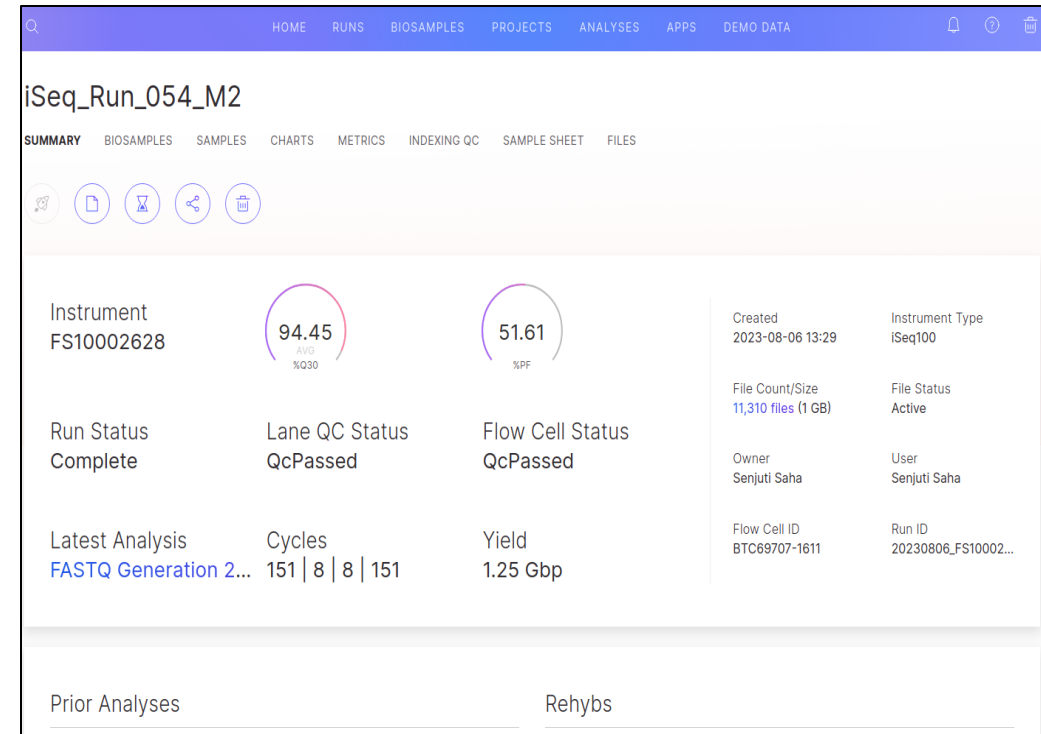 HOME RUNS BIOSAMPLES PROJECTS ANALYSES APPS DEMO DATA
iSeq_Run_054_M2
SUMMARY BIOSAMPLES SAMPLES CHARTS METRICS INDEXING QC SAMPLE SHEET FILES
Instrument
FS10002628
94.45
AVG
%Q30
51.61
%PF
Run Status
Complete
Lane QC Status
QcPassed
Flow Cell Status
QcPassed
Latest Analysis
FASTQ Generation 2...
Cycles
151 | 8 | 8 | 151
Yield
1.25 Gbp
Created
2023-08-06 13:29
Instrument Type
iSeq100
File Count/Size
11,310 files (1 GB)
File Status
Active
Owner
Senjuti Saha
User
Senjuti Saha
Flow Cell ID
BTC69707-1611
Run ID
20230806_FS10002...
Prior Analyses
Rehybs